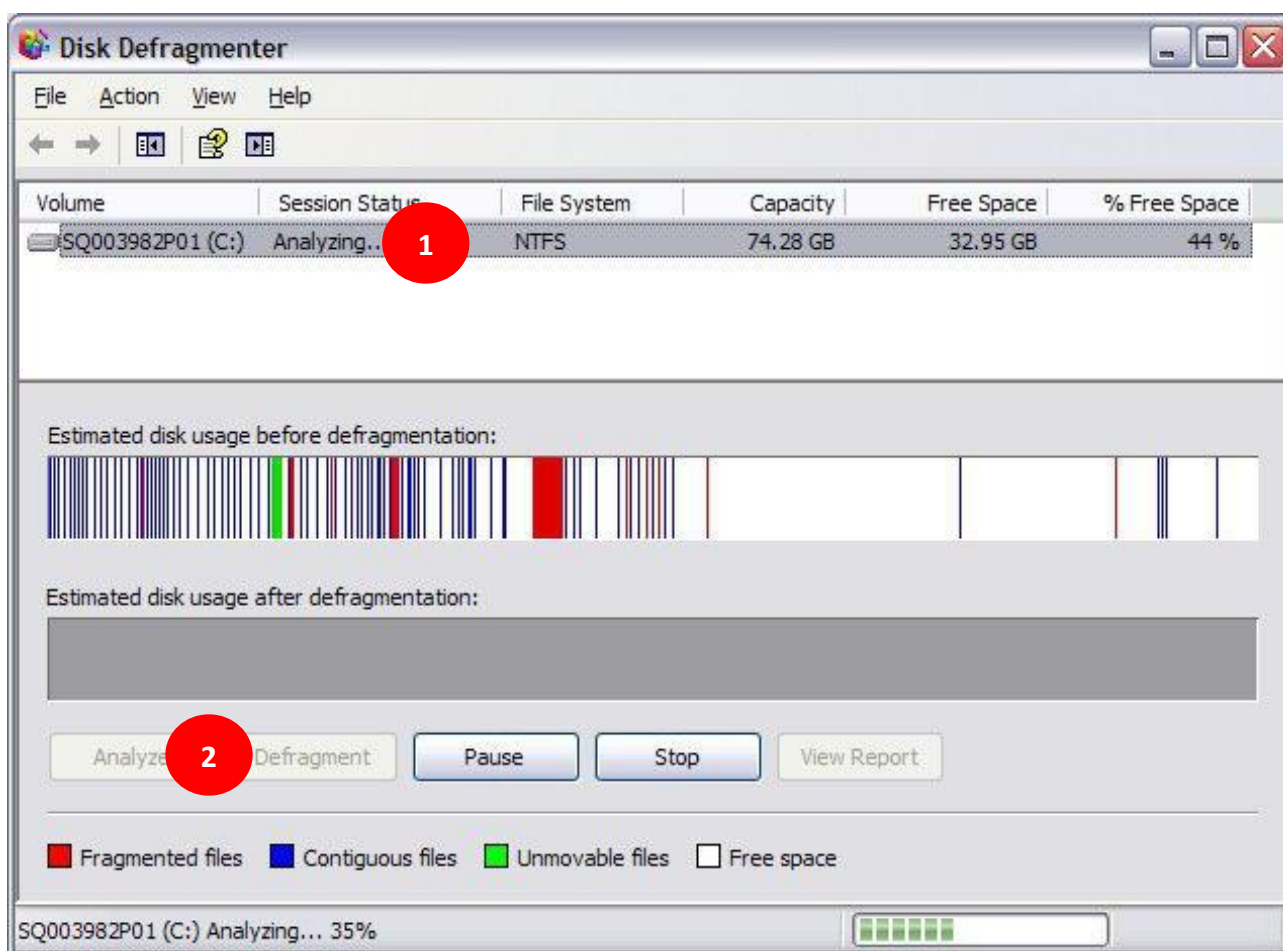 Disk Defragmenter
File Action View Help
Volume Session Status File System Capacity Free Space % Free Space
SQ003982P01 (C:) Analyzing... 1 NTFS 74.28 GB 32.95 GB 44 %
Estimated disk usage before defragmentation:
Estimated disk usage after defragmentation:
Analyze 2 Defragment Pause Stop View Report
Fragmented files Contiguous files Unmovable files Free space
SQ003982P01 (C:) Analyzing... 35%